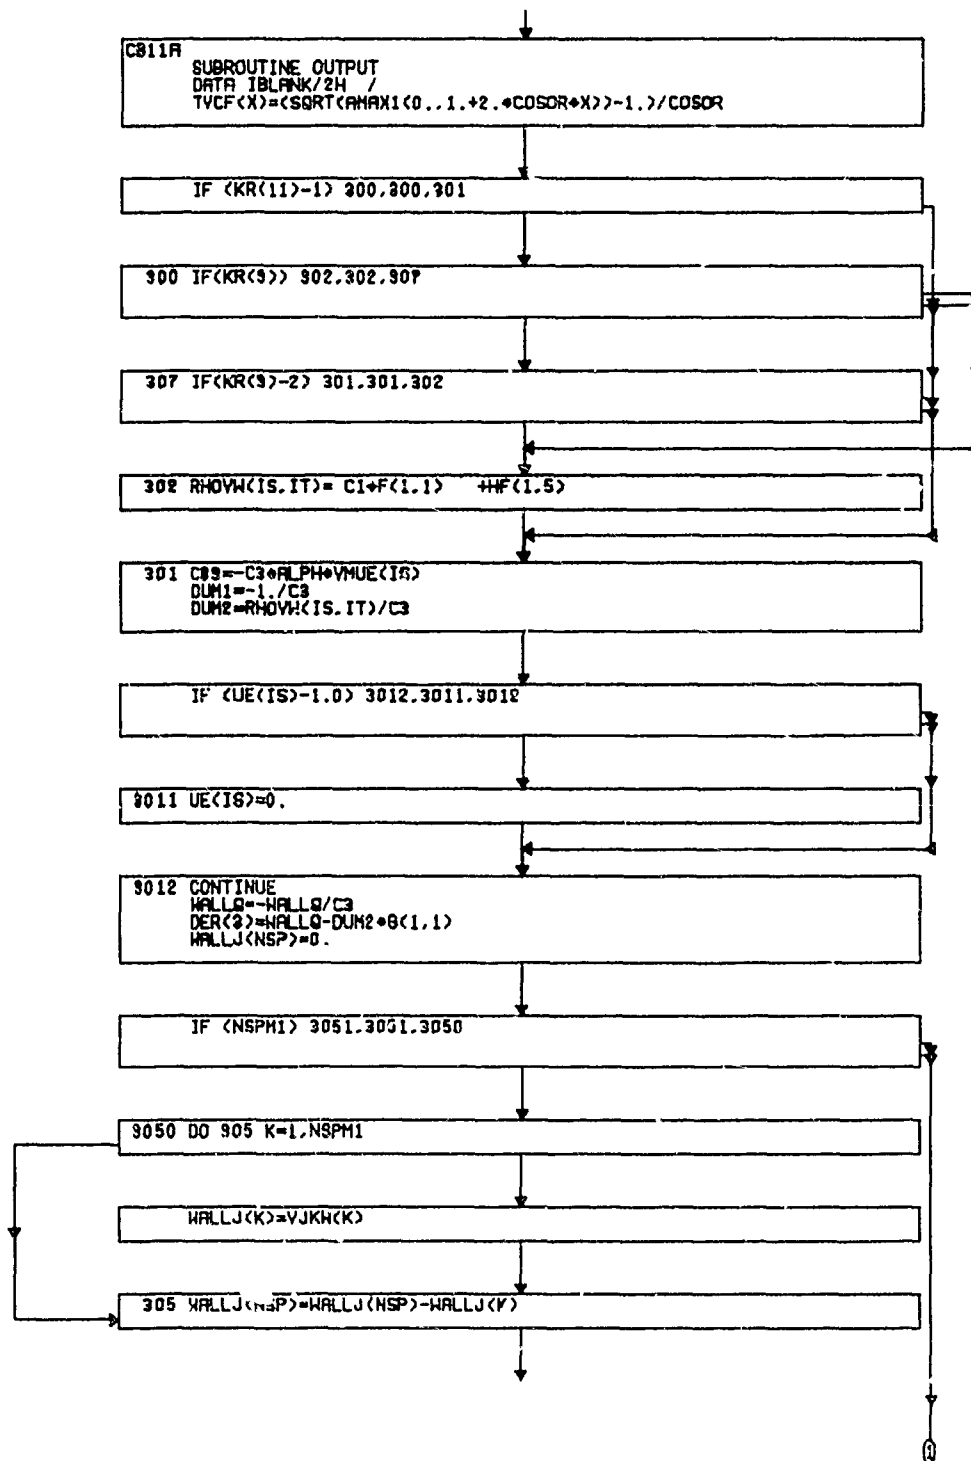 C311A
SUBROUTINE OUTPUT
DATA IBLANK/2H /
TVCF(X)=(SQRT(AMAX1(0.,1.+2.*COSOR*X))-1.)/COSOR
IF (KR(11)-1) 300,300,301
300 IF(KR(9)) 302,302,307
307 IF(KR(9)-2) 301,301,302
302 RHOVW(IS,IT)= C1*F(1,1) +HF(1,5)
301 C89=-C3*ALPH*VMUE(IS)
DUM1=-1./C3
DUM2=RHOVW(IS,IT)/C3
IF (UE(IS)-1.0) 3012,3011,3012
3011 UE(IS)=0.
3012 CONTINUE
WALLQ=-WALLQ/C3
DER(3)=WALLQ-DUM2*G(1,1)
WALLJ(NSP)=0.
IF (NSPM1) 3051,3051,3050
3050 DO 305 K=1,NSPM1
WALLJ(K)=VJKW(K)
305 WALLJ(NSP)=WALLJ(NSP)-WALLJ(K)
1